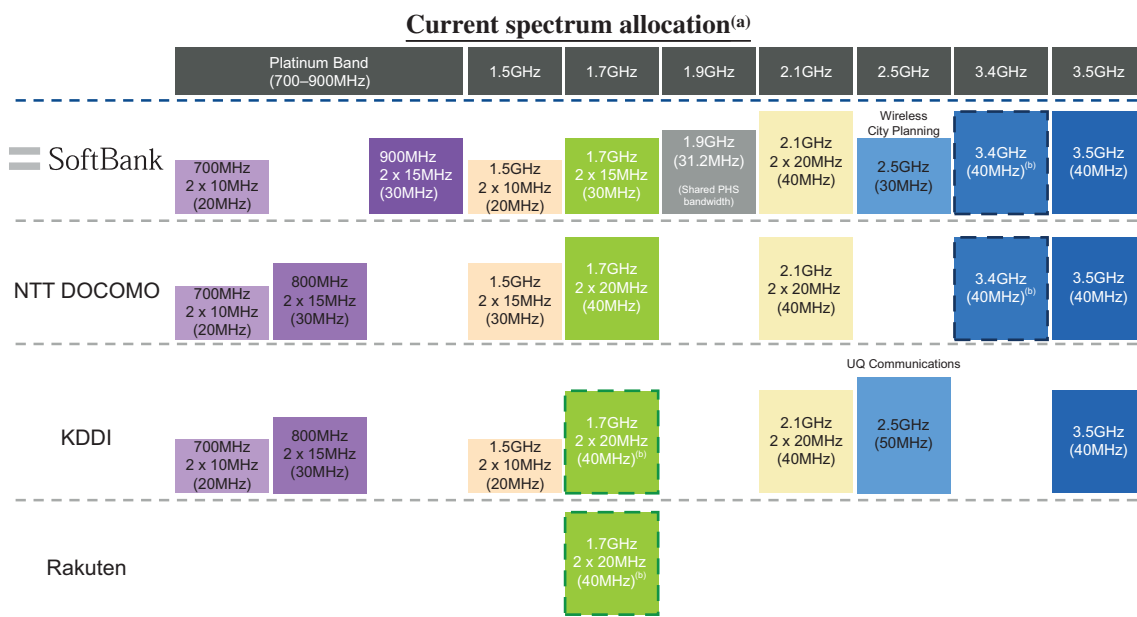 Current spectrum allocation(a)
Platinum Band
(700–900MHz)
1.5GHz
1.7GHz
1.9GHz
2.1GHz
2.5GHz
3.4GHz
3.5GHz
SoftBank
700MHz
2 x 10MHz
(20MHz)
900MHz
2 x 15MHz
(30MHz)
1.5GHz
2 x 10MHz
(20MHz)
1.7GHz
2 x 15MHz
(30MHz)
1.9GHz
(31.2MHz)
(Shared PHS
bandwidth)
2.1GHz
2 x 20MHz
(40MHz)
Wireless
City Planning
2.5GHz
(30MHz)
3.4GHz
(40MHz)(b)
3.5GHz
(40MHz)
NTT DOCOMO
700MHz
2 x 10MHz
(20MHz)
800MHz
2 x 15MHz
(30MHz)
1.5GHz
2 x 15MHz
(30MHz)
1.7GHz
2 x 20MHz
(40MHz)
2.1GHz
2 x 20MHz
(40MHz)
3.4GHz
(40MHz)(b)
3.5GHz
(40MHz)
KDDI
700MHz
2 x 10MHz
(20MHz)
800MHz
2 x 15MHz
(30MHz)
1.5GHz
2 x 10MHz
(20MHz)
1.7GHz
2 x 20MHz
(40MHz)(b)
2.1GHz
2 x 20MHz
(40MHz)
UQ Communications
2.5GHz
(50MHz)
3.5GHz
(40MHz)
Rakuten
1.7GHz
2 x 20MHz
(40MHz)(b)